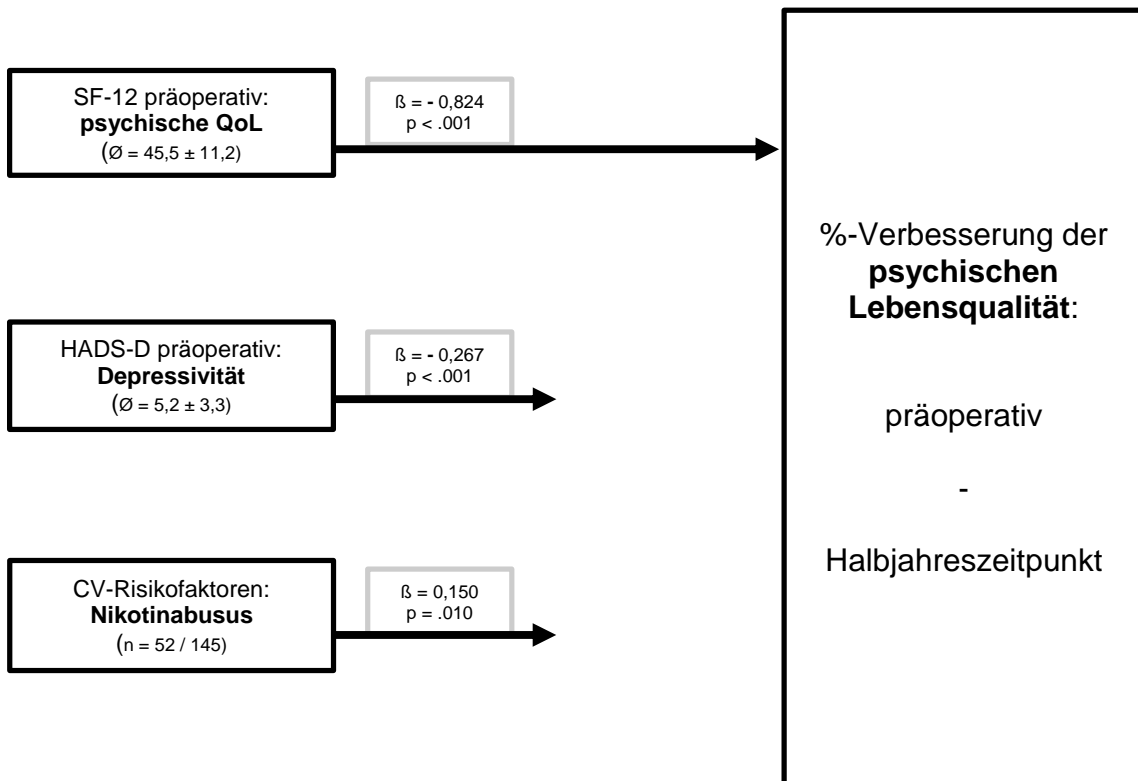 SF-12 präoperativ:
psychische QoL
(Ø = 45,5 ± 11,2)
ß = - 0,824
p < .001
HADS-D präoperativ:
Depressivität
(Ø = 5,2 ± 3,3)
ß = - 0,267
p < .001
CV-Risikofaktoren:
Nikotinabusus
(n = 52 / 145)
ß = 0,150
p = .010
%-Verbesserung der
psychischen
Lebensqualität:
präoperativ
-
Halbjahreszeitpunkt